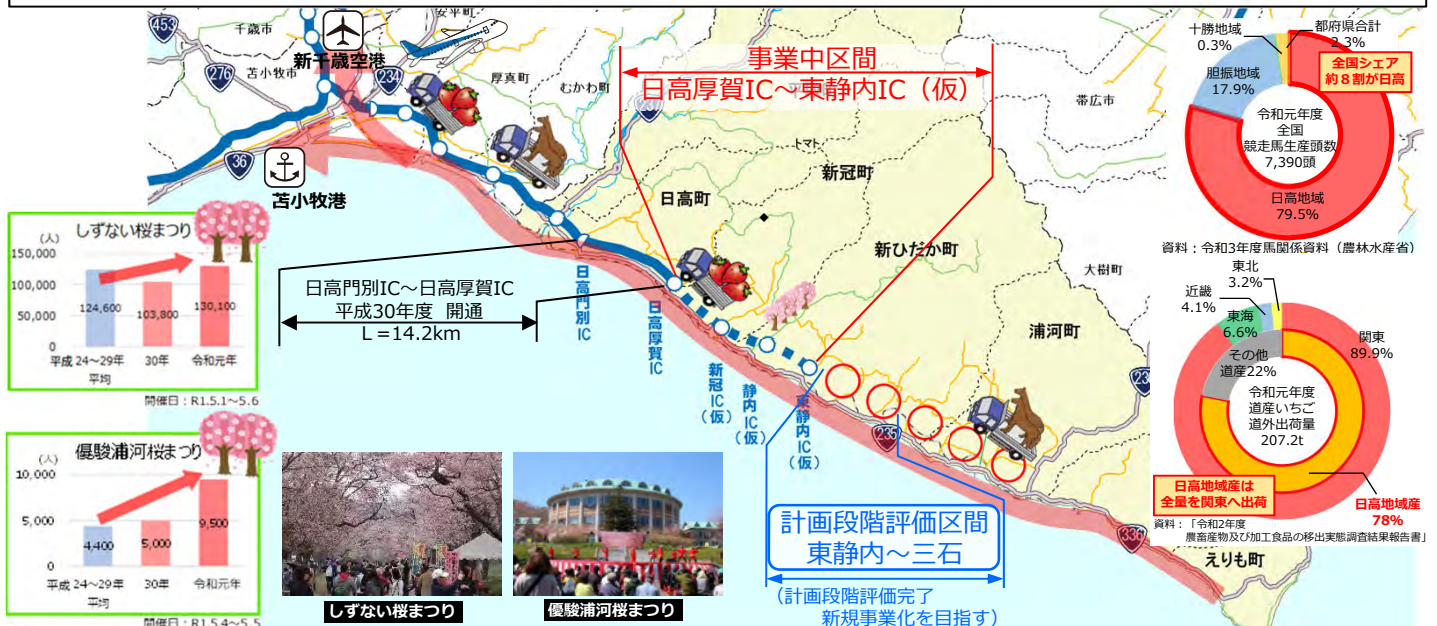 453
千歳市
安平町
新千歳空港
276
苫小牧市
234
厚真町
むかわ町
36
苫小牧港
事業中区間
日高厚賀IC～東静内IC（仮）
帯広市
トマト
新冠町
日高町
新ひだか町
大樹町
浦河町
235
336
えりも町
日高門別IC～日高厚賀IC
平成30年度 開通
L=14.2km
日高門別IC
日高厚賀IC
新冠IC（仮）
静内IC（仮）
東静内IC（仮）
計画段階評価区間
東静内～三石
（計画段階評価完了
新規事業化を目指す）
しずない桜まつり
(人)
150,000
100,000
50,000
0
124,600
103,800
130,100
平成 24～29年 30年 令和元年
平均
開催日：R1.5.1～5.6
優駿浦河桜まつり
(人)
10,000
5,000
0
4,400
5,000
9,500
平成 24～29年 30年 令和元年
平均
開催日：R1.5.4～5.5
しずない桜まつり
優駿浦河桜まつり
十勝地域
0.3%
都府県合計
2.3%
全国シェア
約８割が日高
胆振地域
17.9%
令和元年度
全国
競走馬生産頭数
7,390頭
日高地域
79.5%
資料：令和3年度馬関係資料（農林水産省）
東北
3.2%
近畿
4.1%
東海
6.6%
関東
89.9%
その他
道産22%
令和元年度
道産いちご
道外出荷量
207.2t
日高地域産は
全量を関東へ出荷
日高地域産
78%
資料：「令和2年度
農畜産物及び加工食品の移出実態調査結果報告書」